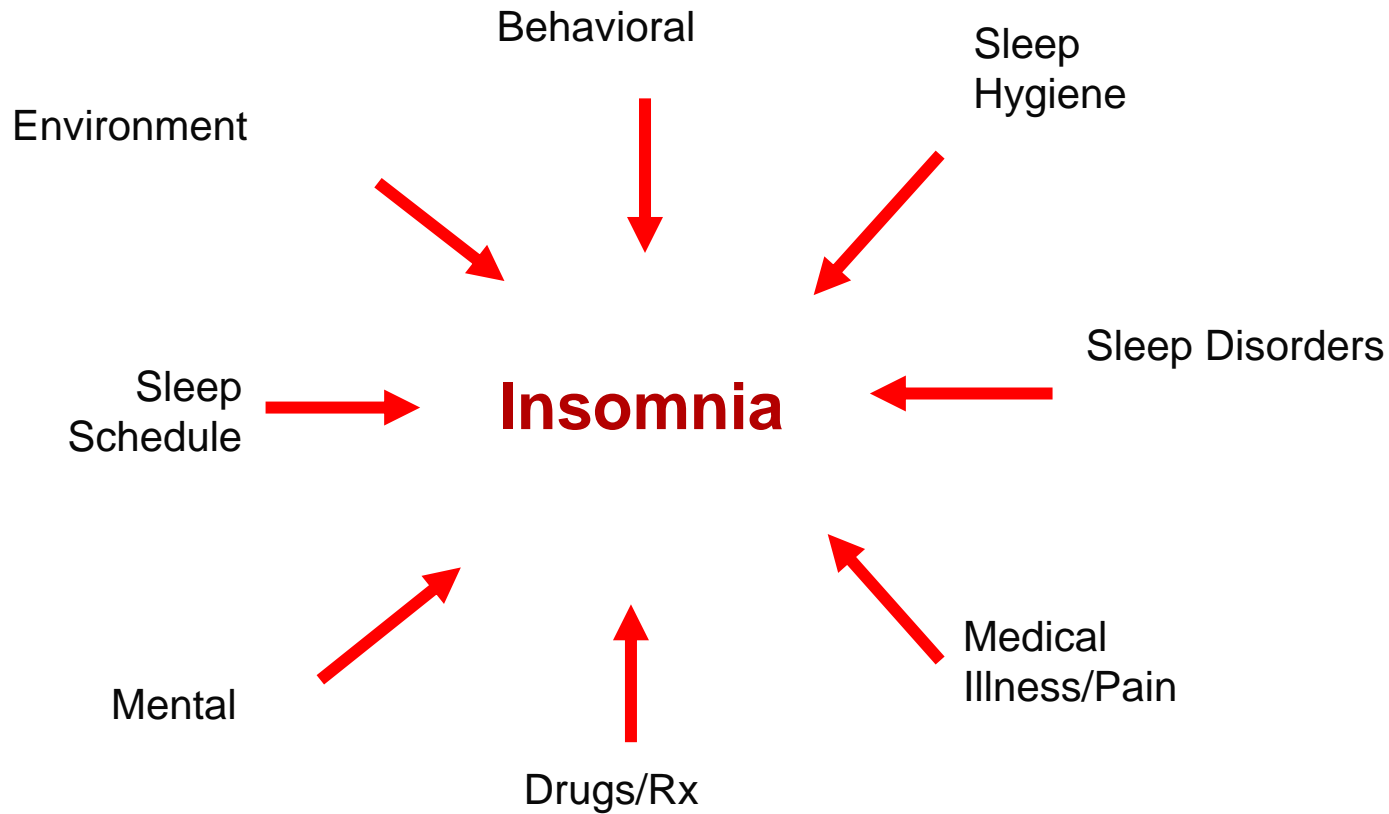 Behavioral
Sleep
Hygiene
Environment
Sleep Disorders
Sleep
Schedule
Insomnia
Medical
Illness/Pain
Mental
Drugs/Rx